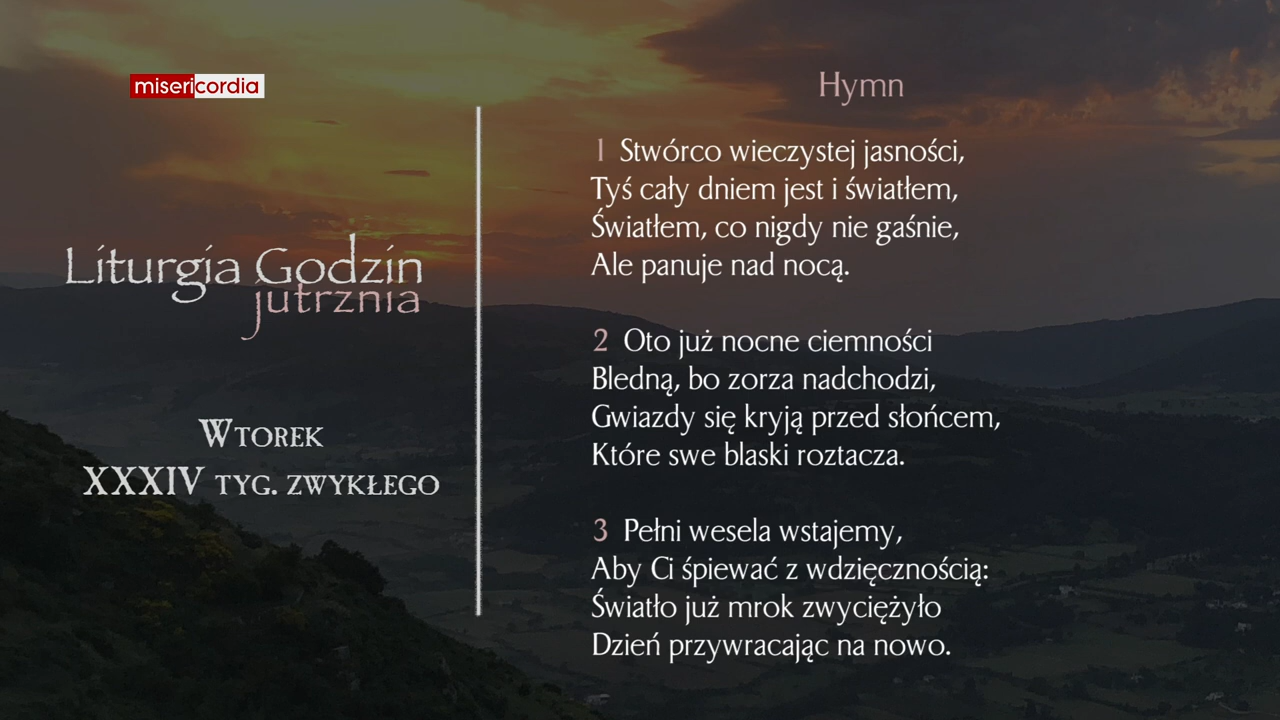 misericordia
Liturgia Godzin
jutrznia
Wtorek
XXXIV tyg. zwykłego
Hymn
1 Stwórco wieczystej jasności,
Tyś cały dniem jest i światłem,
Światłem, co nigdy nie gaśnie,
Ale panuje nad nocą.
2 Oto już nocne ciemności
Bledną, bo zorza nadchodzi,
Gwiazdy się kryją przed słońcem,
Które swe blaski roztacza.
3 Pełni wesela wstajemy,
Aby Ci śpiewać z wdzięcznością:
Światło już mrok zwyciężyło
Dzień przywracając na nowo.